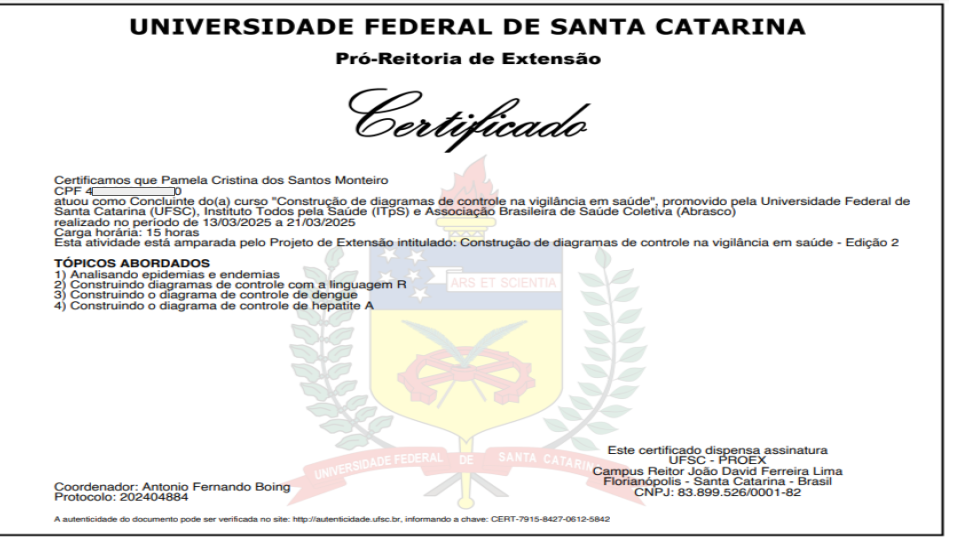 UNIVERSIDADE FEDERAL DE SANTA CATARINA
Pró-Reitoria de Extensão
Certificado
Certificamos que Pamela Cristina dos Santos Monteiro
CPF 4 0
atuou como Concluinte do(a) curso "Construção de diagramas de controle na vigilância em saúde", promovido pela Universidade Federal de
Santa Catarina (UFSC), Instituto Todos pela Saúde (ITpS) e Associação Brasileira de Saúde Coletiva (Abrasco)
realizado no período de 13/03/2025 a 21/03/2025
Carga horária: 15 horas
Esta atividade está amparada pelo Projeto de Extensão intitulado: Construção de diagramas de controle na vigilância em saúde - Edição 2
TÓPICOS ABORDADOS
1) Analisando epidemias e endemias
2) Construindo diagramas de controle com a linguagem R
3) Construindo o diagrama de controle de dengue
4) Construindo o diagrama de controle de hepatite A
ARS ET SCIENTIA
UNIVERSIDADE FEDERAL DE SANTA CATARINA
Este certificado dispensa assinatura
UFSC - PROEX
Campus Reitor João David Ferreira Lima
Florianópolis - Santa Catarina - Brasil
CNPJ: 83.899.526/0001-82
Coordenador: Antonio Fernando Boing
Protocolo: 202404884
A autenticidade do documento pode ser verificada no site: http://autenticidade.ufsc.br, informando a chave: CERT-7915-8427-0612-5842